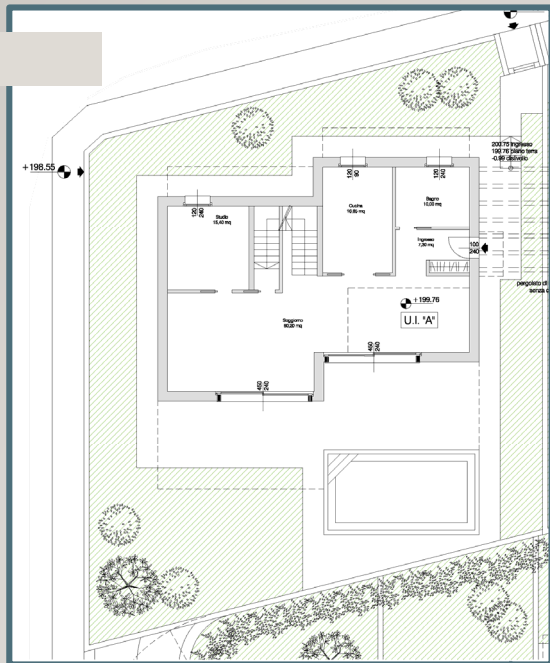 200.75 ingresso
199.76 piano terra
-0.99 dislivello
+198.55
120
90
120
240
120
240
Studio
15,40 mq
Cucina
16,85 mq
Bagno
10,00 mq
Ingresso
7,80 mq
100
240
pergolato di
senza c
+199.76
U.I. "A"
Soggiorno
60,20 mq
450
240
450
240